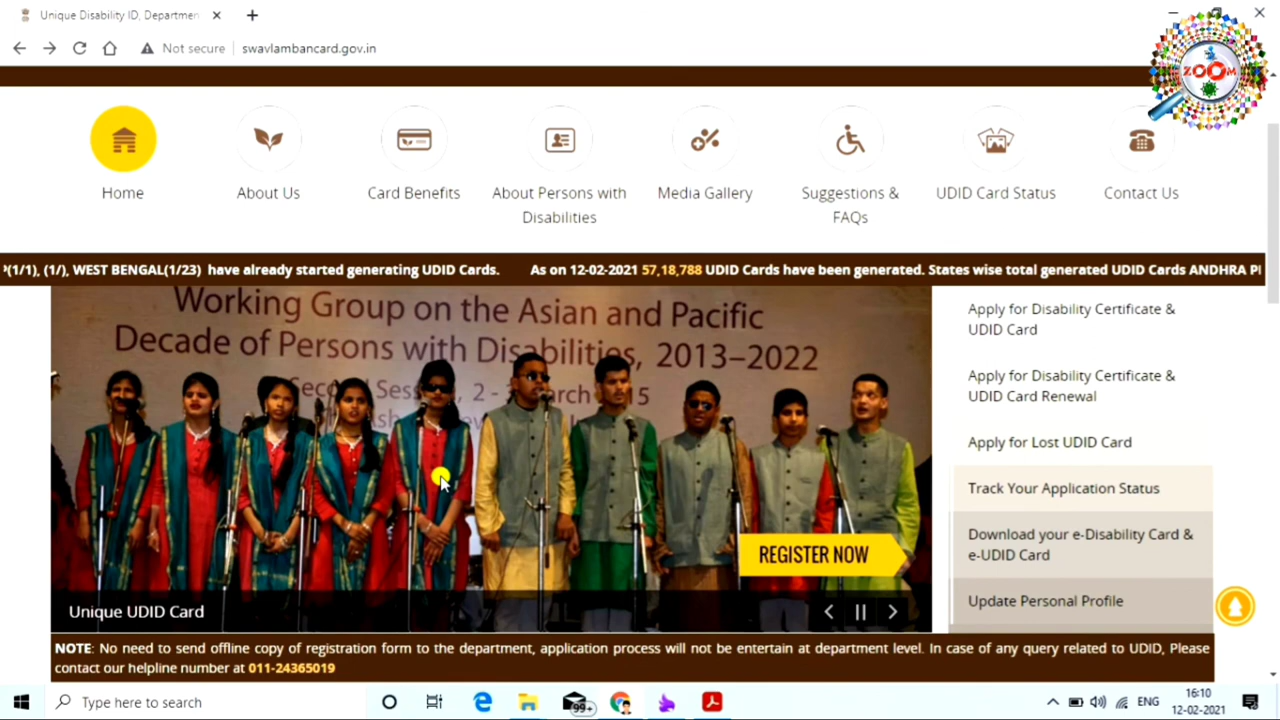 Unique Disability ID, Departmen
Not secure
swavlambancard.gov.in
ZOOM
Home
About Us
Card Benefits
About Persons with
Disabilities
Media Gallery
Suggestions &
FAQs
UDID Card Status
Contact Us
(1/1), (1/), WEST BENGAL(1/23) have already started generating UDID Cards. As on 12-02-2021 57,18,788 UDID Cards have been generated. States wise total generated UDID Cards ANDHRA
Working Group on the Asian and Pacific
Decade of Persons with Disabilities, 2013–2022
REGISTER NOW
Unique UDID Card
Apply for Disability Certificate &
UDID Card
Apply for Disability Certificate &
UDID Card Renewal
Apply for Lost UDID Card
Track Your Application Status
Download your e-Disability Card &
e-UDID Card
Update Personal Profile
NOTE: No need to send offline copy of registration form to the department, application process will not be entertain at department level. In case of any query related to UDID, Please
contact our helpline number at 011-24365019
Type here to search
99+
ENG
16:10
12-02-2021